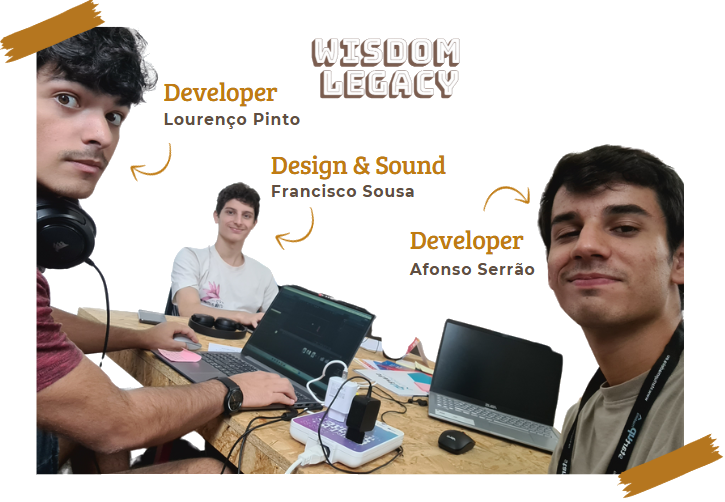 WISDOM
LEGACY
Developer
Lourenço Pinto
Design & Sound
Francisco Sousa
Developer
Afonso Serrão